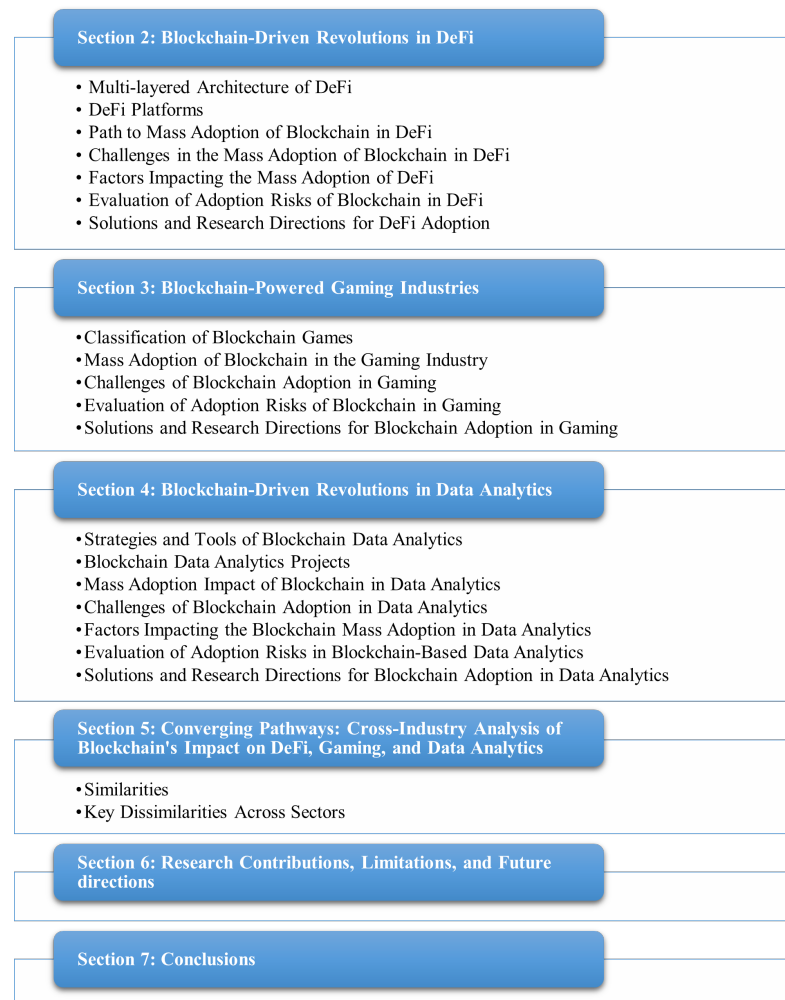 Section 2: Blockchain-Driven Revolutions in DeFi
• Multi-layered Architecture of DeFi
• DeFi Platforms
• Path to Mass Adoption of Blockchain in DeFi
• Challenges in the Mass Adoption of Blockchain in DeFi
• Factors Impacting the Mass Adoption of DeFi
• Evaluation of Adoption Risks of Blockchain in DeFi
• Solutions and Research Directions for DeFi Adoption
Section 3: Blockchain-Powered Gaming Industries
• Classification of Blockchain Games
• Mass Adoption of Blockchain in the Gaming Industry
• Challenges of Blockchain Adoption in Gaming
• Evaluation of Adoption Risks of Blockchain in Gaming
• Solutions and Research Directions for Blockchain Adoption in Gaming
Section 4: Blockchain-Driven Revolutions in Data Analytics
• Strategies and Tools of Blockchain Data Analytics
• Blockchain Data Analytics Projects
• Mass Adoption Impact of Blockchain in Data Analytics
• Challenges of Blockchain Adoption in Data Analytics
• Factors Impacting the Blockchain Mass Adoption in Data Analytics
• Evaluation of Adoption Risks in Blockchain-Based Data Analytics
• Solutions and Research Directions for Blockchain Adoption in Data Analytics
Section 5: Converging Pathways: Cross-Industry Analysis of
Blockchain's Impact on DeFi, Gaming, and Data Analytics
• Similarities
• Key Dissimilarities Across Sectors
Section 6: Research Contributions, Limitations, and Future
directions
Section 7: Conclusions